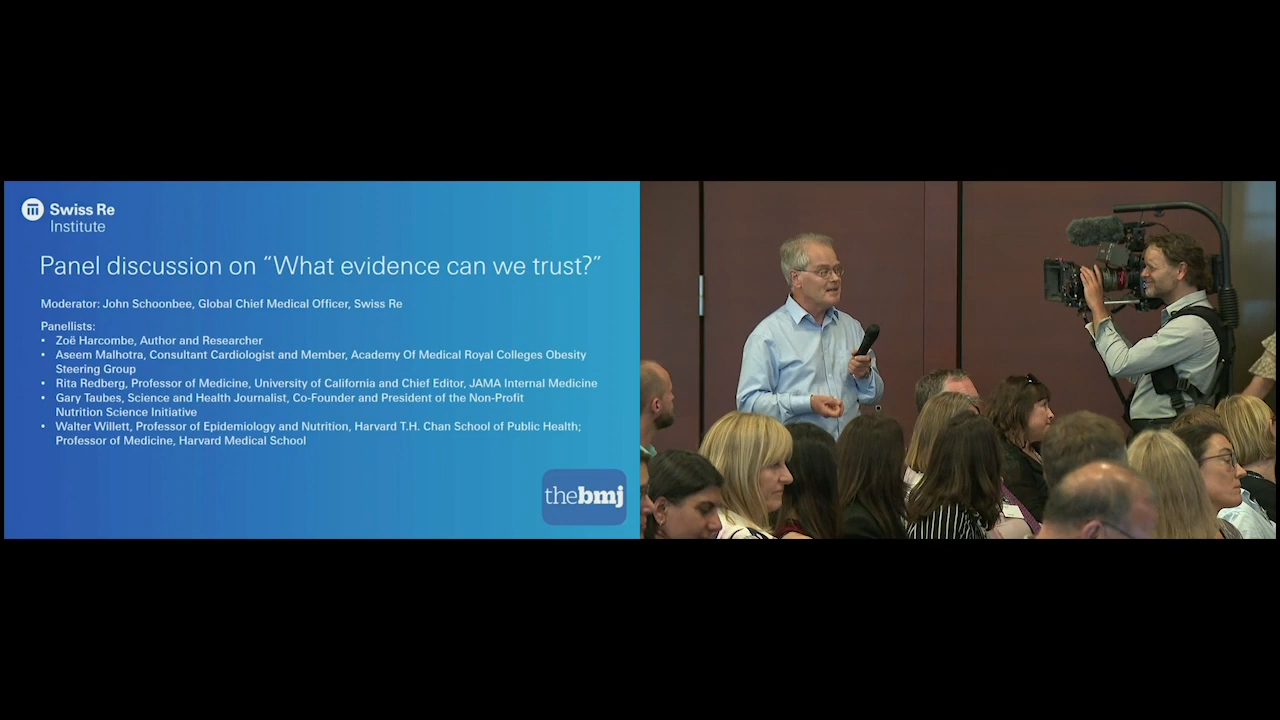 Swiss Re
Institute
Panel discussion on “What evidence can we trust?”
Moderator: John Schoonbee, Global Chief Medical Officer, Swiss Re
Panellists:
• Zoë Harcombe, Author and Researcher
• Aseem Malhotra, Consultant Cardiologist and Member, Academy Of Medical Royal Colleges Obesity
Steering Group
• Rita Redberg, Professor of Medicine, University of California and Chief Editor, JAMA Internal Medicine
• Gary Taubes, Science and Health Journalist, Co-Founder and President of the Non-Profit
Nutrition Science Initiative
• Walter Willett, Professor of Epidemiology and Nutrition, Harvard T.H. Chan School of Public Health;
Professor of Medicine, Harvard Medical School
thebmj